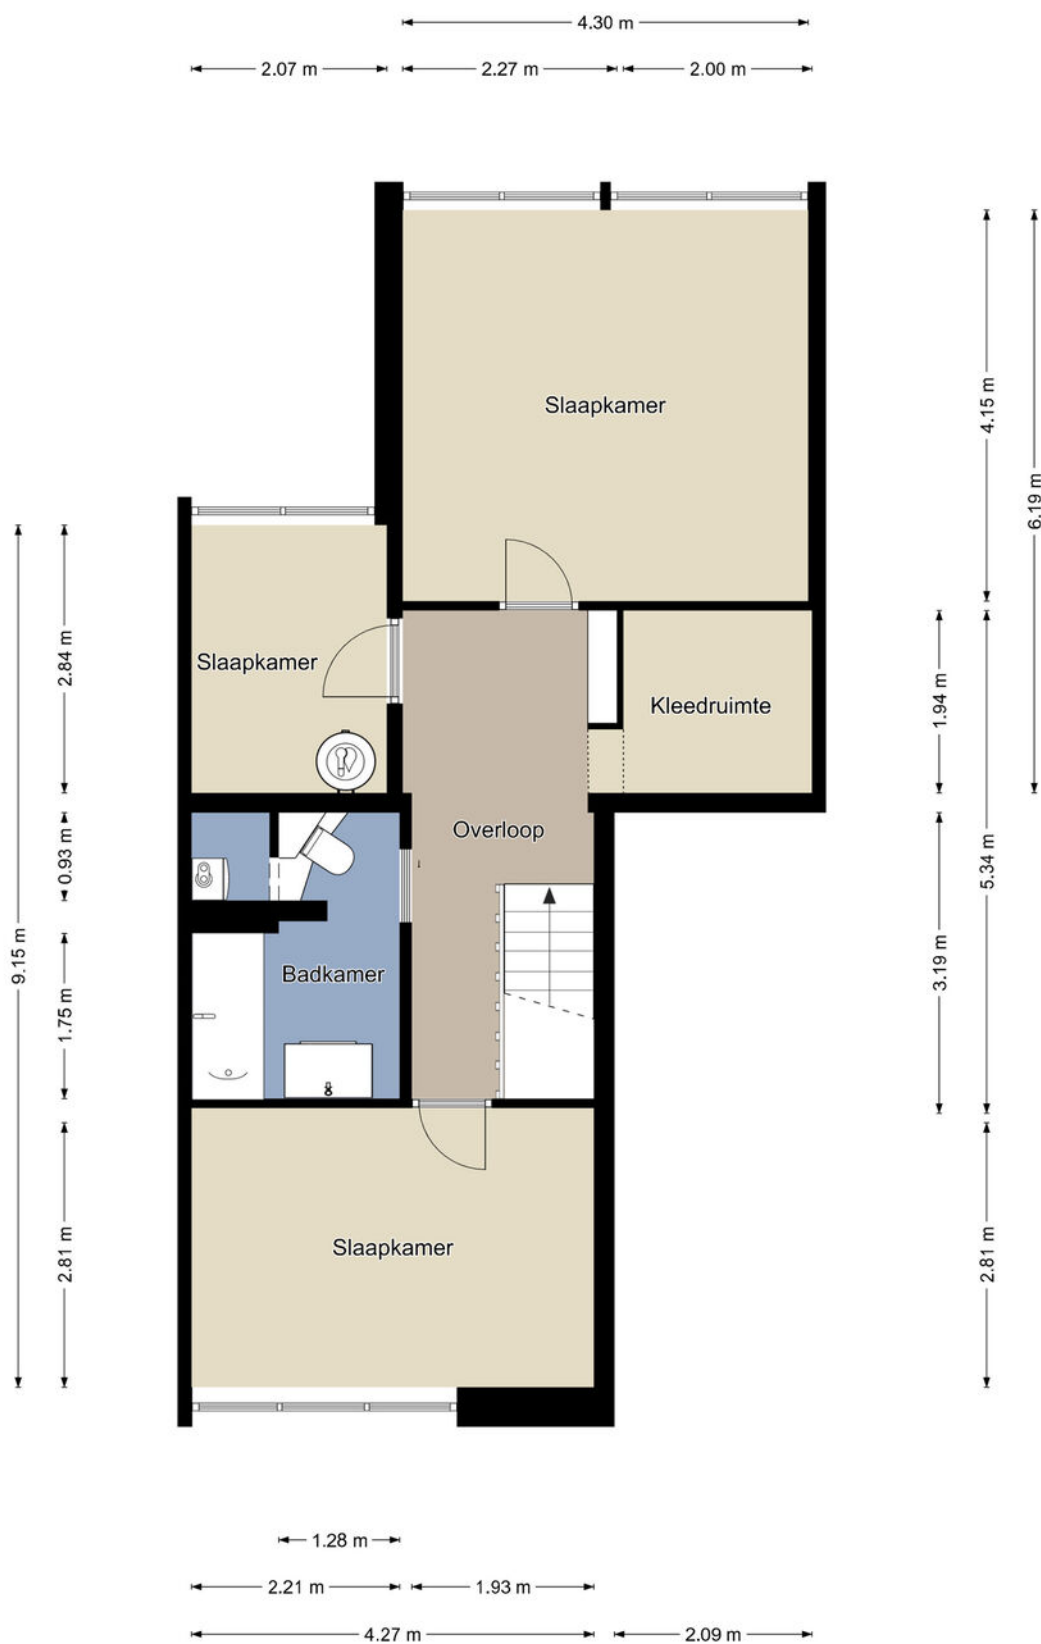 4.30 m
2.07 m
2.27 m
2.00 m
Slaapkamer
4.15 m
6.19 m
Slaapkamer
2.84 m
Kleedruimte
1.94 m
Overloop
0.93 m
5.34 m
9.15 m
Badkamer
1.75 m
3.19 m
Slaapkamer
2.81 m
2.81 m
1.28 m
2.21 m
1.93 m
4.27 m
2.09 m